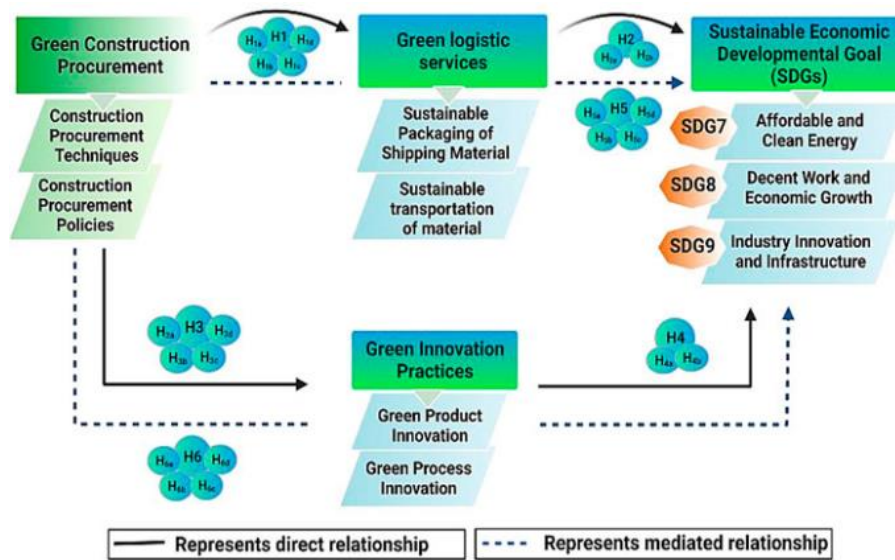 Green Construction
Procurement
Construction
Procurement
Techniques
Construction
Procurement
Policies
H1
H1a
H1d
H1b
H1c
Green logistic
services
Sustainable
Packaging of
Shipping Material
Sustainable
transportation
of material
H2
H2a
H2b
H5
H5a
H5d
H5b
H5c
Sustainable Economic
Developmental Goal
(SDGs)
SDG7
Affordable and
Clean Energy
SDG8
Decent Work and
Economic Growth
SDG9
Industry Innovation
and Infrastructure
H3
H3a
H3d
H3b
H3c
H6
H6a
H6d
H6b
H6c
Green Innovation
Practices
Green Product
Innovation
Green Process
Innovation
H4
H4a
Represents direct relationship
Represents mediated relationship